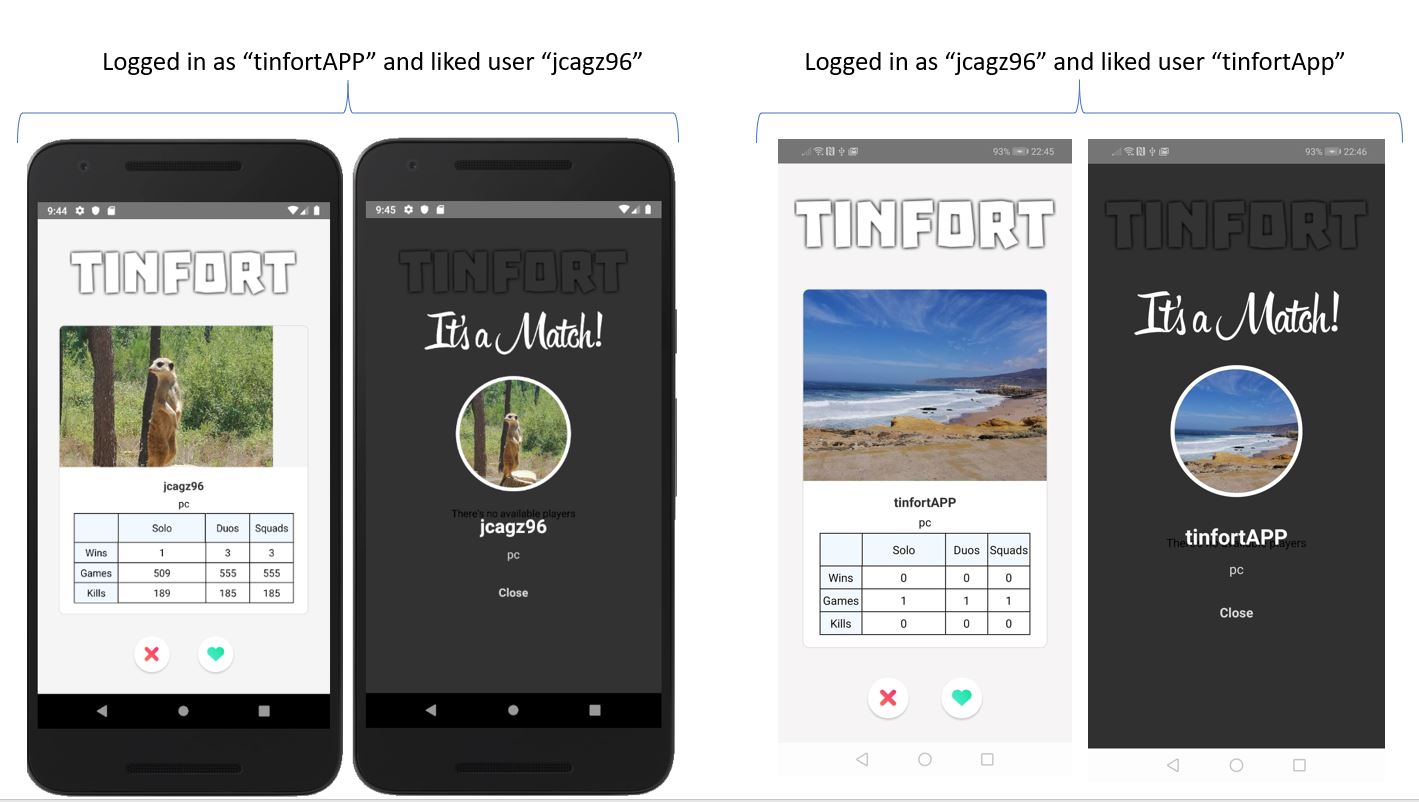 Logged in as “tinfortAPP” and liked user “jcagz96”
9:44
TINFORT
jcagz96
pc
Solo Duos Squads
Wins 1 3 3
Games 509 555 555
Kills 189 185 185
9:45
TINFORT
It's a Match!
There's no available players
jcagz96
pc
Close
Logged in as “jcagz96” and liked user “tinfortApp”
93% 22:45
TINFORT
tinfortAPP
pc
Solo Duos Squads
Wins 0 0 0
Games 1 1 1
Kills 0 0 0
93% 22:46
TINFORT
It's a Match!
tinfortAPP
There's no available players
pc
Close